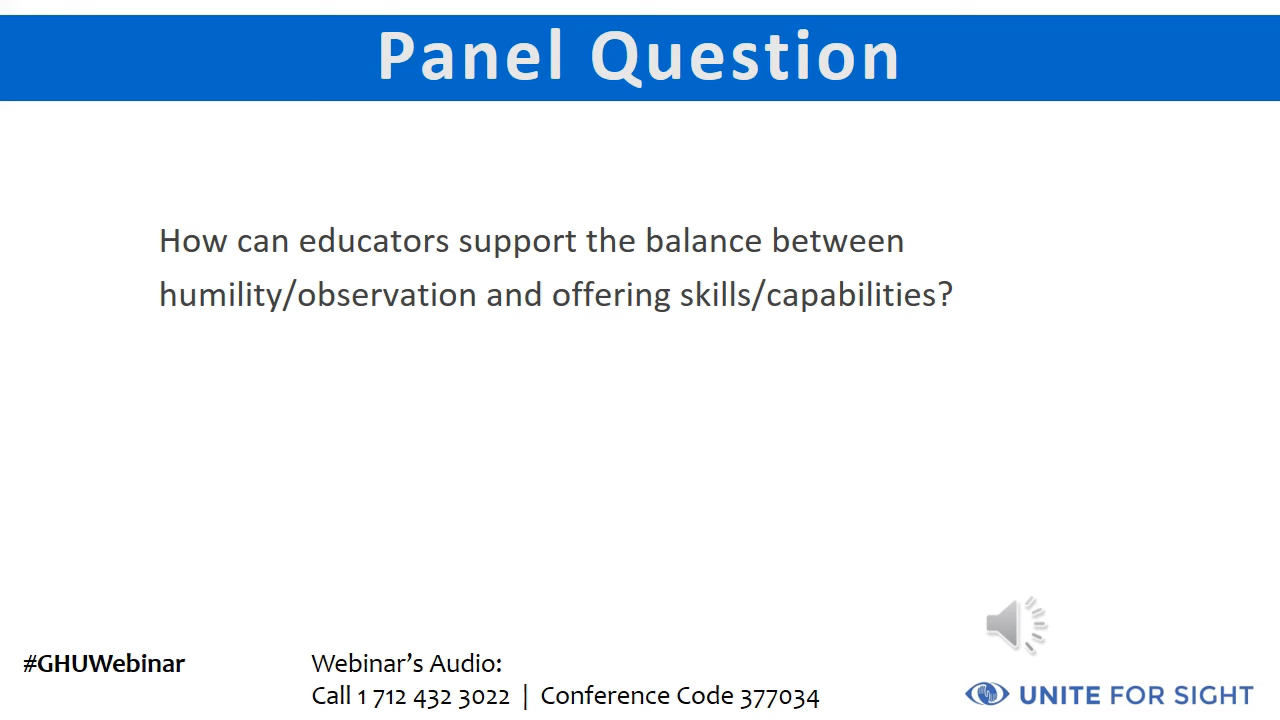 Panel Question
How can educators support the balance between
humility/observation and offering skills/capabilities?
#GHUWebinar
Webinar’s Audio:
Call 1 712 432 3022 | Conference Code 377034
UNITE FOR SIGHT